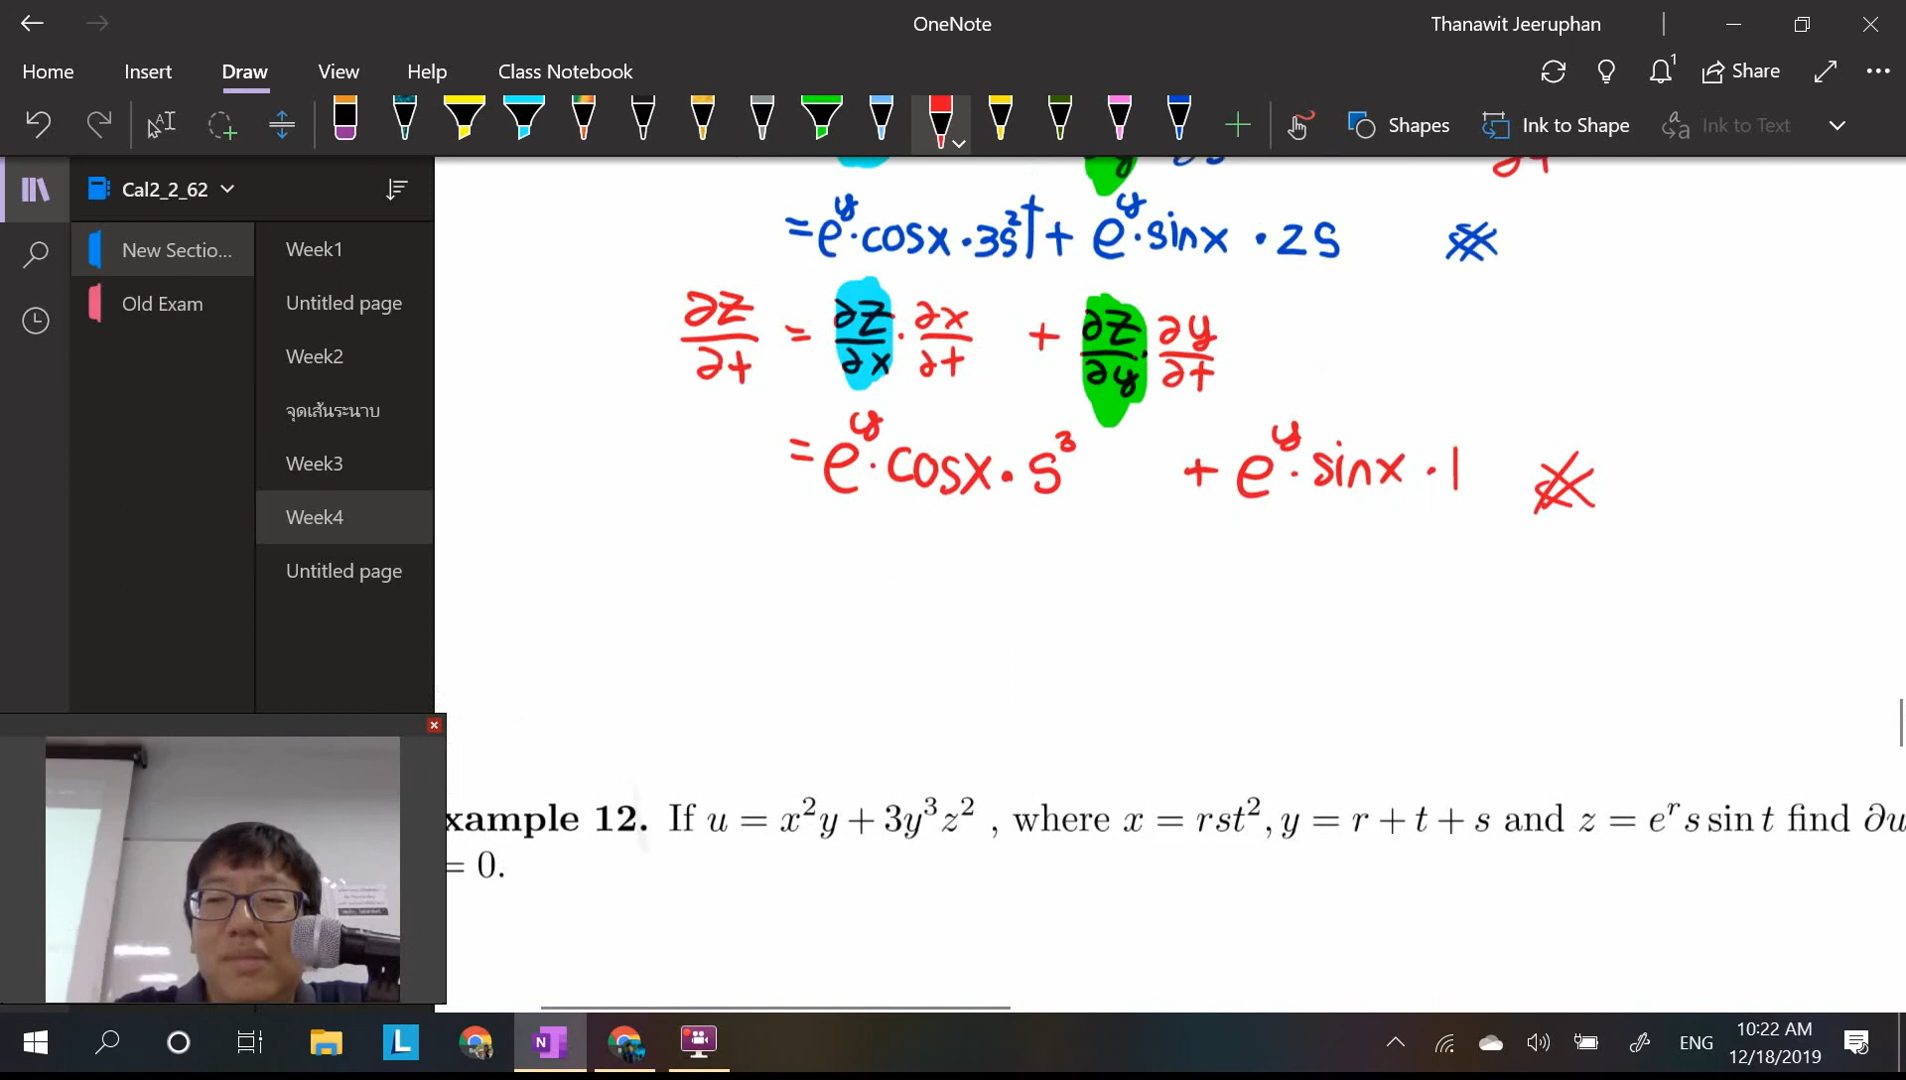 OneNote
Thanawit Jeeruphan
Home Insert Draw View Help Class Notebook
1
Share
Shapes
Ink to Shape
Ink to Text
Cal2_2_62
New Sectio...
Old Exam
Week1
Untitled page
Week2
จุดเส้นระนาบ
Week3
Week4
Untitled page
= e^y · cosx · 3s²t + e^y · sinx · 2s
∂z/∂t = ∂z/∂x · ∂x/∂t + ∂z/∂y · ∂y/∂t
= e^y · cosx · s³ + e^y · sinx · 1
xample 12. If u = x²y + 3y³z² , where x = rst², y = r + t + s and z = e^r s sin t find ∂u
= 0.
ENG
10:22 AM
12/18/2019